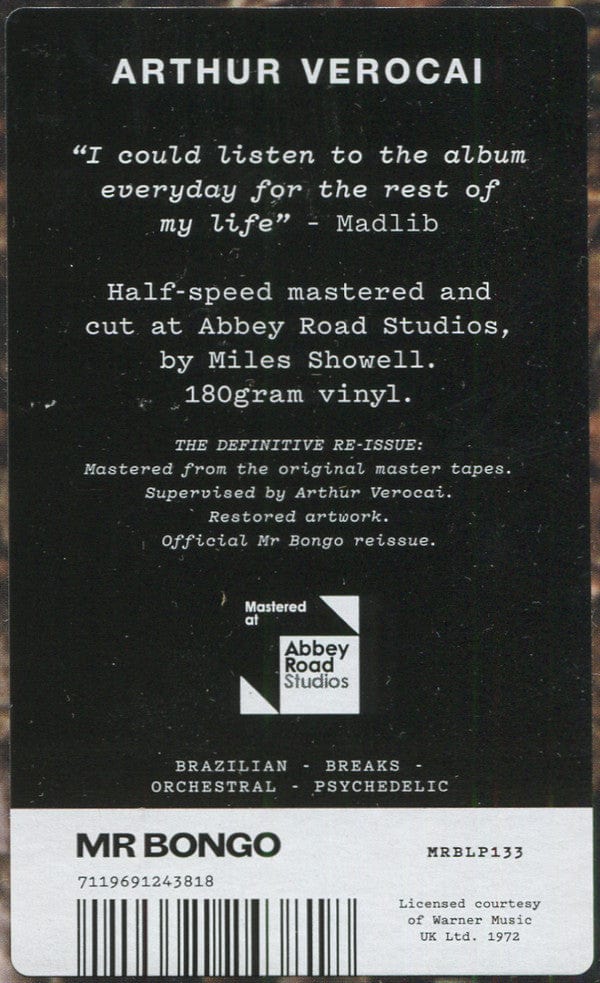 ARTHUR VEROCAI
“I could listen to the album
everyday for the rest of
my life” - Madlib
Half-speed mastered and
cut at Abbey Road Studios,
by Miles Showell.
180gram vinyl.
THE DEFINITIVE RE-ISSUE:
Mastered from the original master tapes.
Supervised by Arthur Verocai.
Restored artwork.
Official Mr Bongo reissue.
Mastered
at
Abbey
Road
Studios
BRAZILIAN - BREAKS -
ORCHESTRAL - PSYCHEDELIC
MR BONGO
MRBLP133
7119691243818
Licensed courtesy
of Warner Music
UK Ltd. 1972